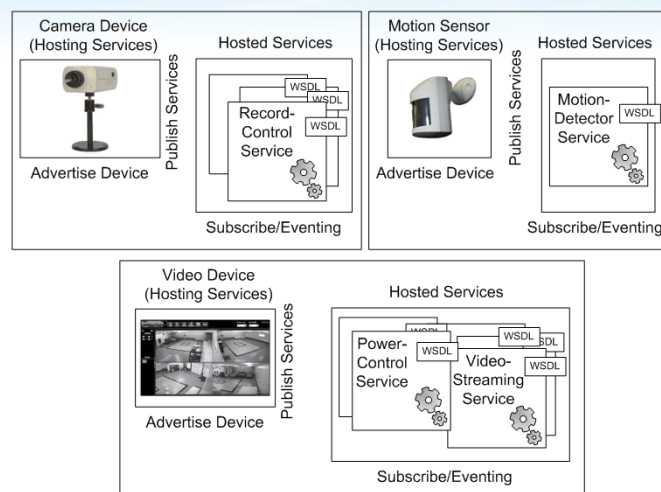 Camera Device
(Hosting Services)
Publish Services
Advertise Device
Hosted Services
WSDL
WSDL
WSDL
Record-
Control
Service
Subscribe/Eventing
Motion Sensor
(Hosting Services)
Publish Services
Advertise Device
Hosted Services
WSDL
Motion-
Detector
Service
Subscribe/Eventing
Video Device
(Hosting Services)
Publish Services
Advertise Device
Hosted Services
WSDL
WSDL
Power-
Control
Service
WSDL
WSDL
WSDL
Video-
Streaming
Service
Subscribe/Eventing